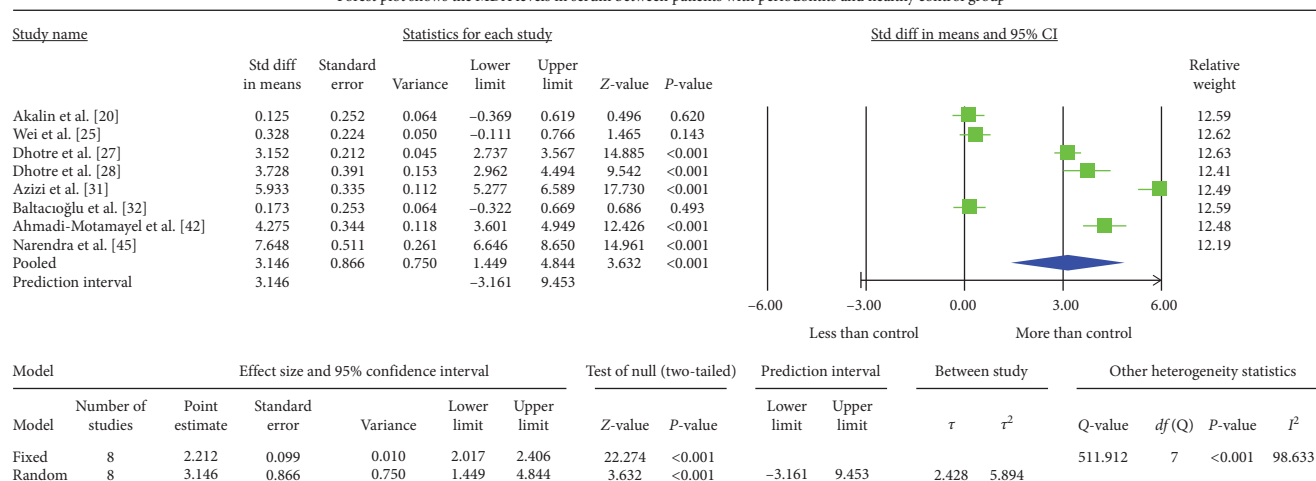 Forest plot shows the MDA levels in serum between patients with periodontitis and healthy control group
Study name Statistics for each study Std diff in means and 95% CI
Std diff in means Standard error Variance Lower limit Upper limit Z-value P-value Relative weight
Akalin et al. [20] 0.125 0.252 0.064 –0.369 0.619 0.496 0.620 12.59
Wei et al. [25] 0.328 0.224 0.050 –0.111 0.766 1.465 0.143 12.62
Dhotre et al. [27] 3.152 0.212 0.045 2.737 3.567 14.885 <0.001 12.63
Dhotre et al. [28] 3.728 0.391 0.153 2.962 4.494 9.542 <0.001 12.41
Azizi et al. [31] 5.933 0.335 0.112 5.277 6.589 17.730 <0.001 12.49
Baltacıoğlu et al. [32] 0.173 0.253 0.064 –0.322 0.669 0.686 0.493 12.59
Ahmadi-Motamayel et al. [42] 4.275 0.344 0.118 3.601 4.949 12.426 <0.001 12.48
Narendra et al. [45] 7.648 0.511 0.261 6.646 8.650 14.961 <0.001 12.19
Pooled 3.146 0.866 0.750 1.449 4.844 3.632 <0.001
Prediction interval 3.146 –3.161 9.453
–6.00 –3.00 0.00 3.00 6.00
Less than control More than control
Model Effect size and 95% confidence interval Test of null (two-tailed) Prediction interval Between study Other heterogeneity statistics
Model Number of studies Point estimate Standard error Variance Lower limit Upper limit Z-value P-value Lower limit Upper limit τ τ² Q-value df (Q) P-value I²
Fixed 8 2.212 0.099 0.010 2.017 2.406 22.274 <0.001 511.912 7 <0.001 98.633
Random 8 3.146 0.866 0.750 1.449 4.844 3.632 <0.001 –3.161 9.453 2.428 5.894